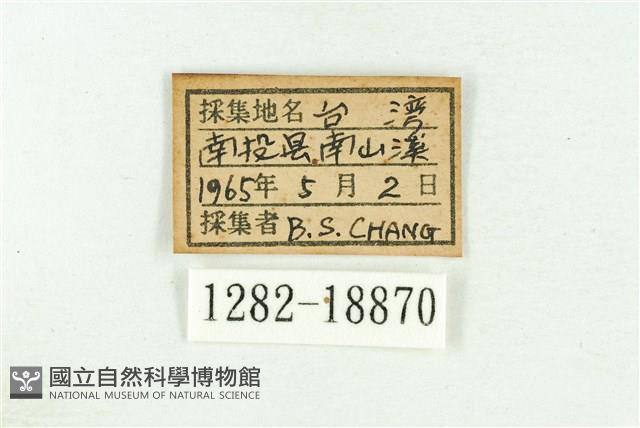 採集地名 台 湾
南投县南山溪
1965年 5 月 2 日
採集者 B.S. CHANG
1282-18870
國立自然科學博物館
NATIONAL MUSEUM OF NATURAL SCIENCE